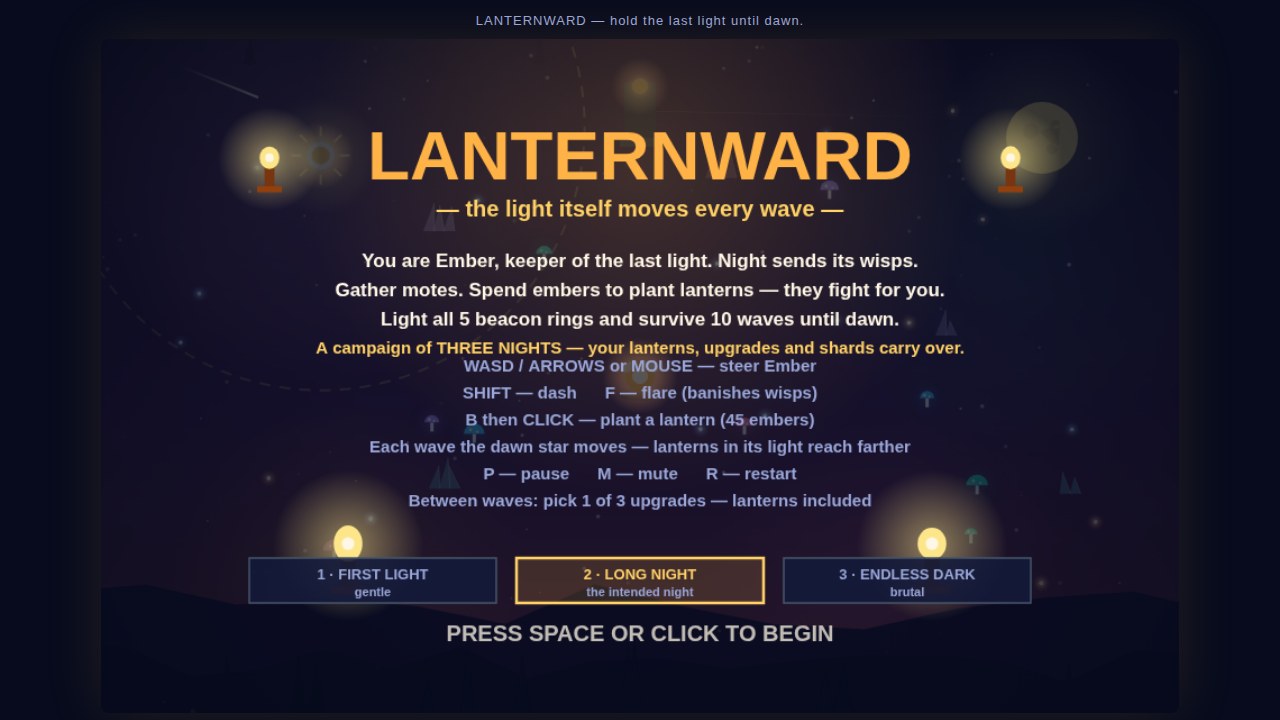 LANTERNWARD — hold the last light until dawn.
LANTERNWARD
— the light itself moves every wave —
You are Ember, keeper of the last light. Night sends its wisps.
Gather motes. Spend embers to plant lanterns — they fight for you.
Light all 5 beacon rings and survive 10 waves until dawn.
A campaign of THREE NIGHTS — your lanterns, upgrades and shards carry over.
WASD / ARROWS or MOUSE — steer Ember
SHIFT — dash F — flare (banishes wisps)
B then CLICK — plant a lantern (45 embers)
Each wave the dawn star moves — lanterns in its light reach farther
P — pause M — mute R — restart
Between waves: pick 1 of 3 upgrades — lanterns included
1 · FIRST LIGHT
gentle
2 · LONG NIGHT
the intended night
3 · ENDLESS DARK
brutal
PRESS SPACE OR CLICK TO BEGIN